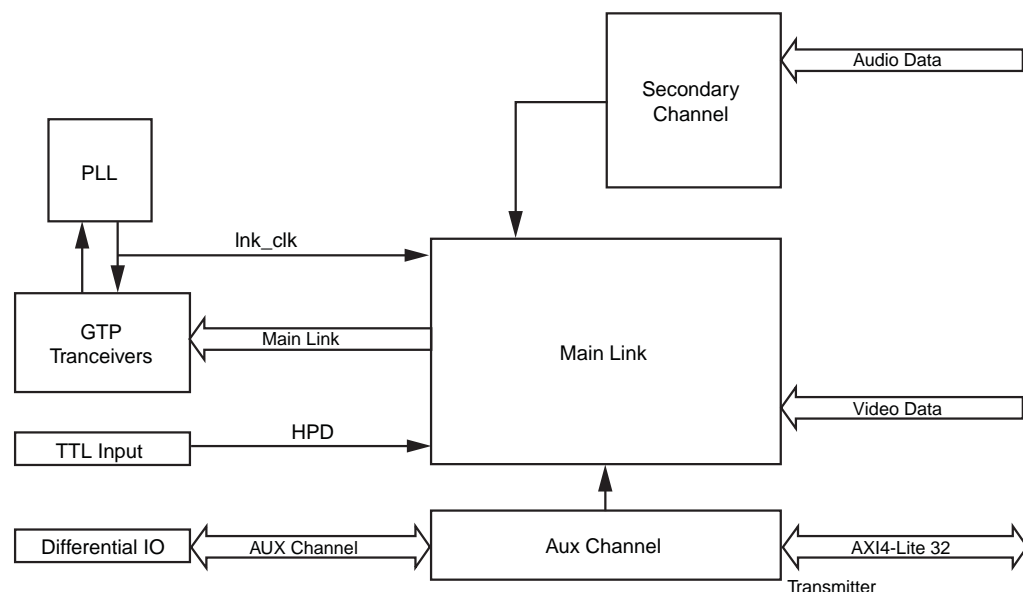 Audio Data
Secondary
Channel
PLL
lnk_clk
GTP
Tranceivers
Main Link
Main Link
Video Data
HPD
TTL Input
Differential IO
AUX Channel
Aux Channel
AXI4-Lite 32
Transmitter